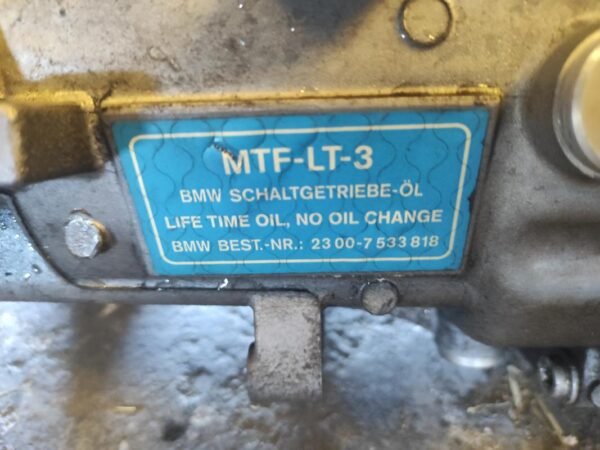 MTF-LT-3
BMW SCHALTGETRIEBE-ÖL
LIFE TIME OIL, NO OIL CHANGE
BMW BEST.-NR.: 23 00-7 533 818